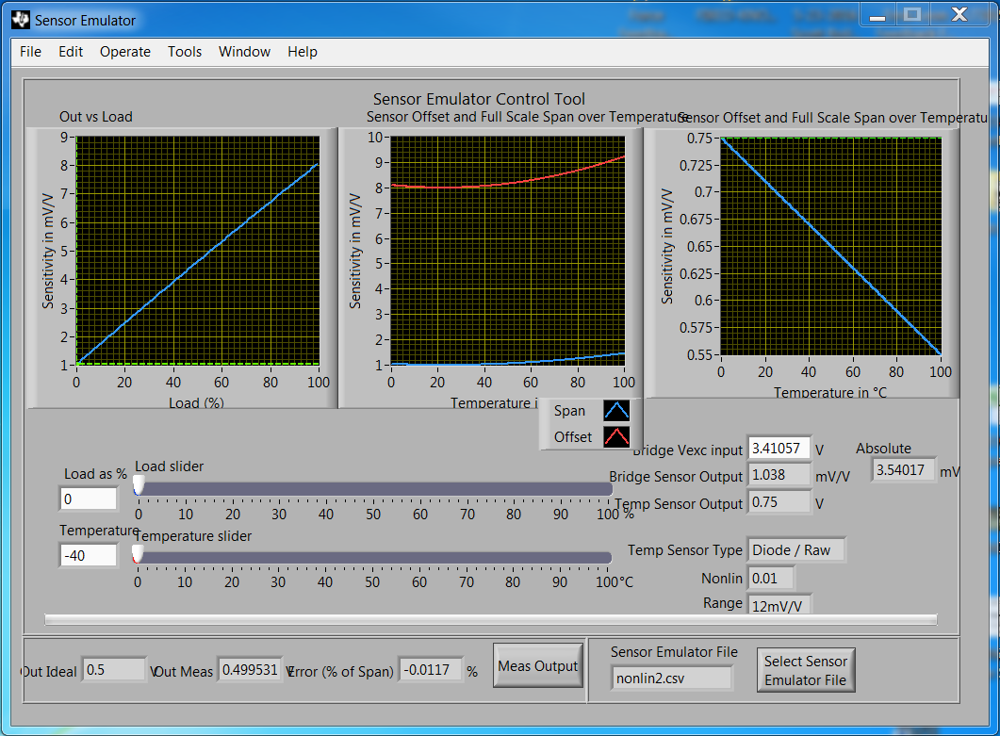 Sensor Emulator
File Edit Operate Tools Window Help
Sensor Emulator Control Tool
Out vs Load
Sensor Offset and Full Scale Span over Temperature
Sensor Offset and Full Scale Span over Temperatu
Sensitivity in mV/V
9
8
7
6
5
4
3
2
1
0 20 40 60 80 100
Load (%)
Sensitivity in mV/V
10
9
8
7
6
5
4
3
2
1
0 20 40 60 80 100
Temperature i
Span
Offset
Sensitivity in mV/V
0.75
0.725
0.7
0.675
0.65
0.625
0.6
0.575
0.55
0 20 40 60 80 100
Temperature in °C
Load as %
0
Load slider
0 10 20 30 40 50 60 70 80 90 100 %
Temperature
-40
Temperature slider
0 10 20 30 40 50 60 70 80 90 100°C
Bridge Vexc input 3.41057 V
Bridge Sensor Output 1.038 mV/V
Temp Sensor Output 0.75 V
Absolute
3.54017 mV
Temp Sensor Type Diode / Raw
Nonlin 0.01
Range 12mV/V
Out Ideal 0.5 V
Out Meas 0.499531 V
Error (% of Span) -0.0117 %
Meas Output
Sensor Emulator File
nonlin2.csv
Select Sensor
Emulator File